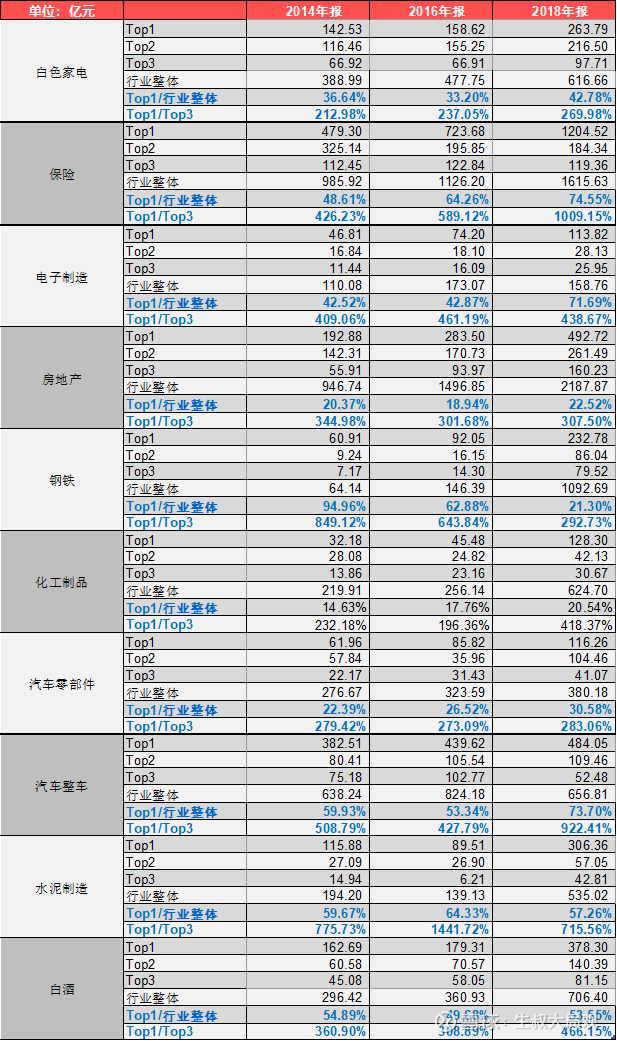 单位：亿元 2014年报 2016年报 2018年报
白色家电
Top1 142.53 158.62 263.79
Top2 116.46 155.25 216.50
Top3 66.92 66.91 97.71
行业整体 388.99 477.75 616.66
Top1/行业整体 36.64% 33.20% 42.78%
Top1/Top3 212.98% 237.05% 269.98%
保险
Top1 479.30 723.68 1204.52
Top2 325.14 195.85 184.34
Top3 112.45 122.84 119.36
行业整体 985.92 1126.20 1615.63
Top1/行业整体 48.61% 64.26% 74.55%
Top1/Top3 426.23% 589.12% 1009.15%
电子制造
Top1 46.81 74.20 113.82
Top2 16.84 18.10 28.13
Top3 11.44 16.09 25.95
行业整体 110.08 173.07 158.76
Top1/行业整体 42.52% 42.87% 71.69%
Top1/Top3 409.06% 461.19% 438.67%
房地产
Top1 192.88 283.50 492.72
Top2 142.31 170.73 261.49
Top3 55.91 93.97 160.23
行业整体 946.74 1496.85 2187.87
Top1/行业整体 20.37% 18.94% 22.52%
Top1/Top3 344.98% 301.68% 307.50%
钢铁
Top1 60.91 92.05 232.78
Top2 9.24 16.15 86.04
Top3 7.17 14.30 79.52
行业整体 64.14 146.39 1092.69
Top1/行业整体 94.96% 62.88% 21.30%
Top1/Top3 849.12% 643.84% 292.73%
化工制品
Top1 32.18 45.48 128.30
Top2 28.08 24.82 42.13
Top3 13.86 23.16 30.67
行业整体 219.91 256.14 624.70
Top1/行业整体 14.63% 17.76% 20.54%
Top1/Top3 232.18% 196.36% 418.37%
汽车零部件
Top1 61.96 85.82 116.26
Top2 57.84 35.96 104.46
Top3 22.17 31.43 41.07
行业整体 276.67 323.59 380.18
Top1/行业整体 22.39% 26.52% 30.58%
Top1/Top3 279.42% 273.09% 283.06%
汽车整车
Top1 382.51 439.62 484.05
Top2 80.41 105.54 109.46
Top3 75.18 102.77 52.48
行业整体 638.24 824.18 656.81
Top1/行业整体 59.93% 53.34% 73.70%
Top1/Top3 508.79% 427.79% 922.41%
水泥制造
Top1 115.88 89.51 306.36
Top2 27.09 26.90 57.05
Top3 14.94 6.21 42.81
行业整体 194.20 139.13 535.02
Top1/行业整体 59.67% 64.33% 57.26%
Top1/Top3 775.73% 1441.72% 715.56%
白酒
Top1 162.69 179.31 378.30
Top2 60.58 70.57 140.39
Top3 45.08 58.05 81.15
行业整体 296.42 360.93 706.40
Top1/行业整体 54.89%
Top1/Top3 360.90% 308.89% 466.15%